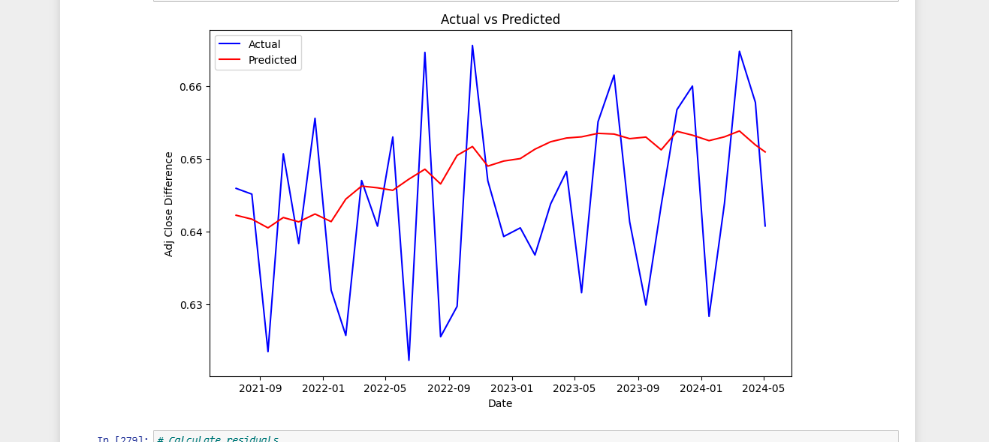 Actual vs Predicted
Actual
Predicted
0.66
0.65
0.64
0.63
Adj Close Difference
2021-09 2022-01 2022-05 2022-09 2023-01 2023-05 2023-09 2024-01 2024-05
Date
In [279]: # Calculate residuals